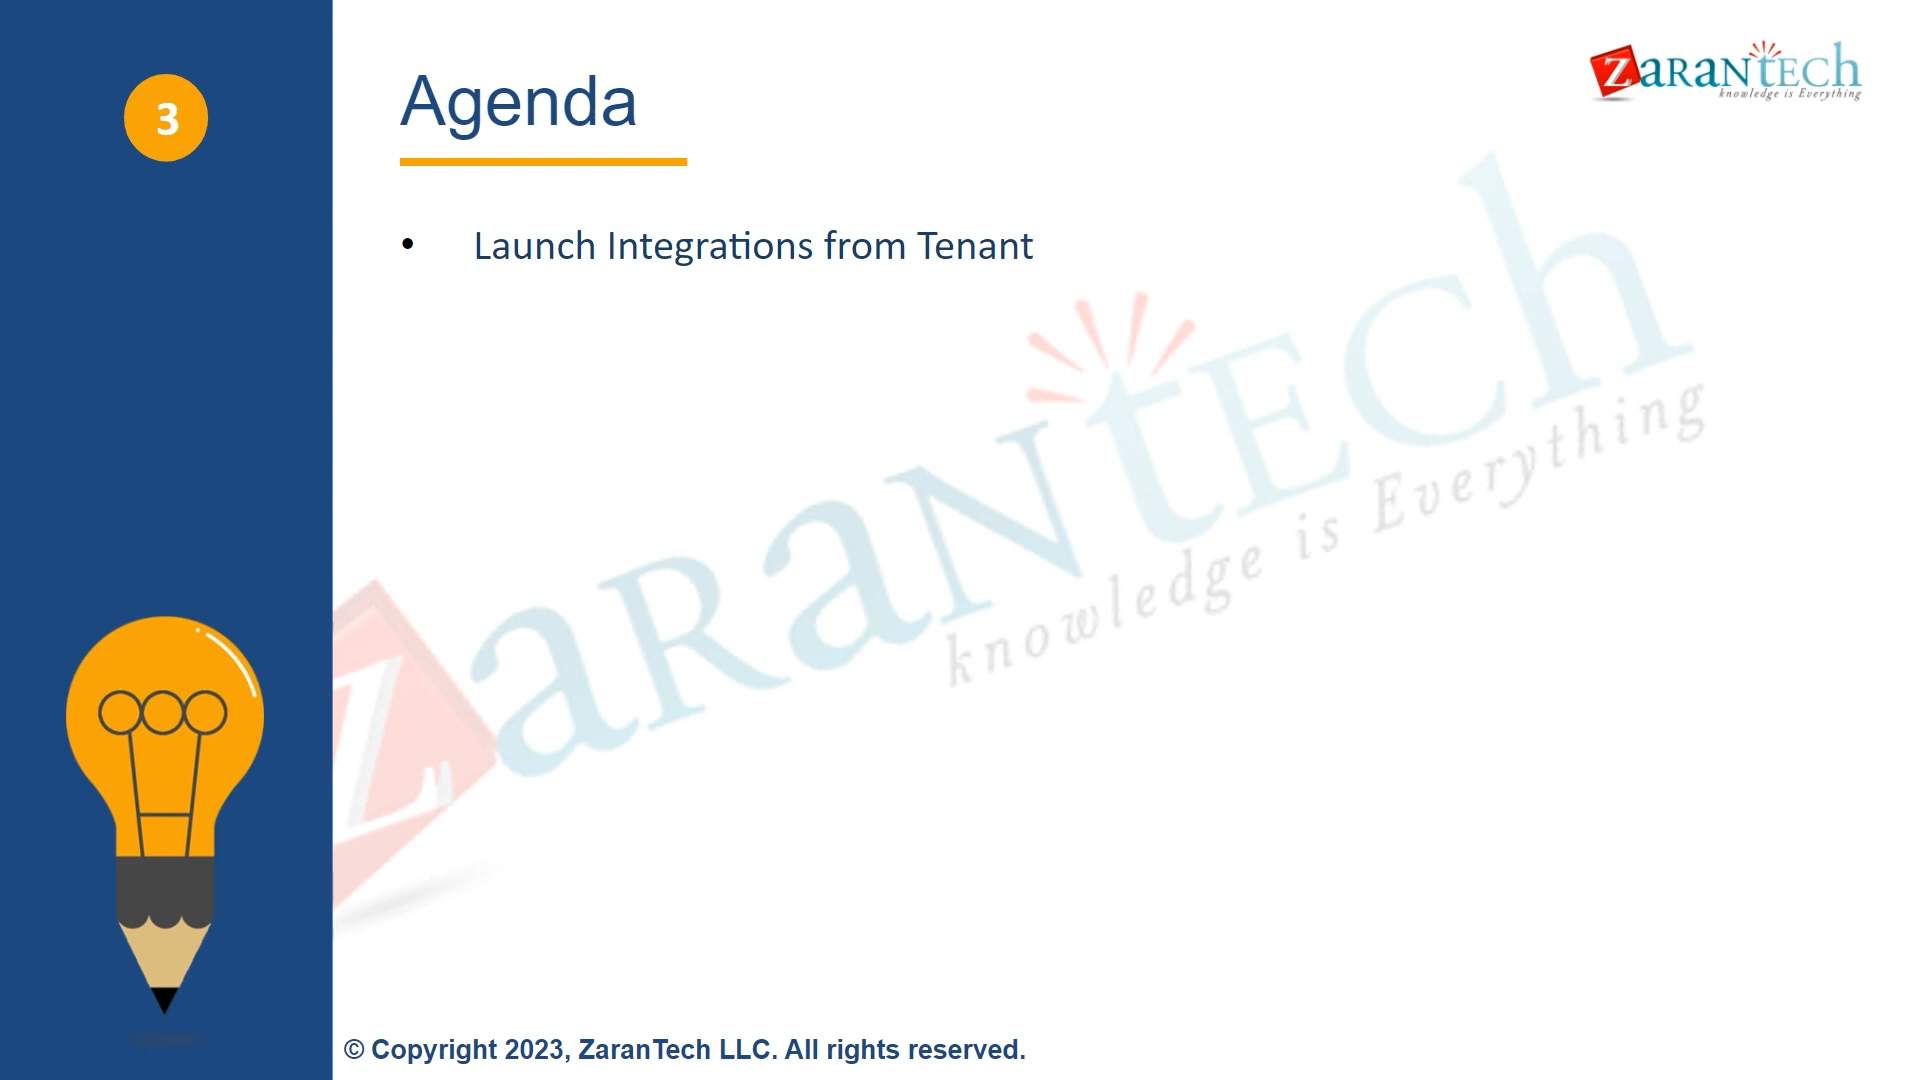 3
Agenda
ZaranTech
knowledge is Everything
• Launch Integrations from Tenant
ZaranTech
knowledge is Everything
© Copyright 2023, ZaranTech LLC. All rights reserved.